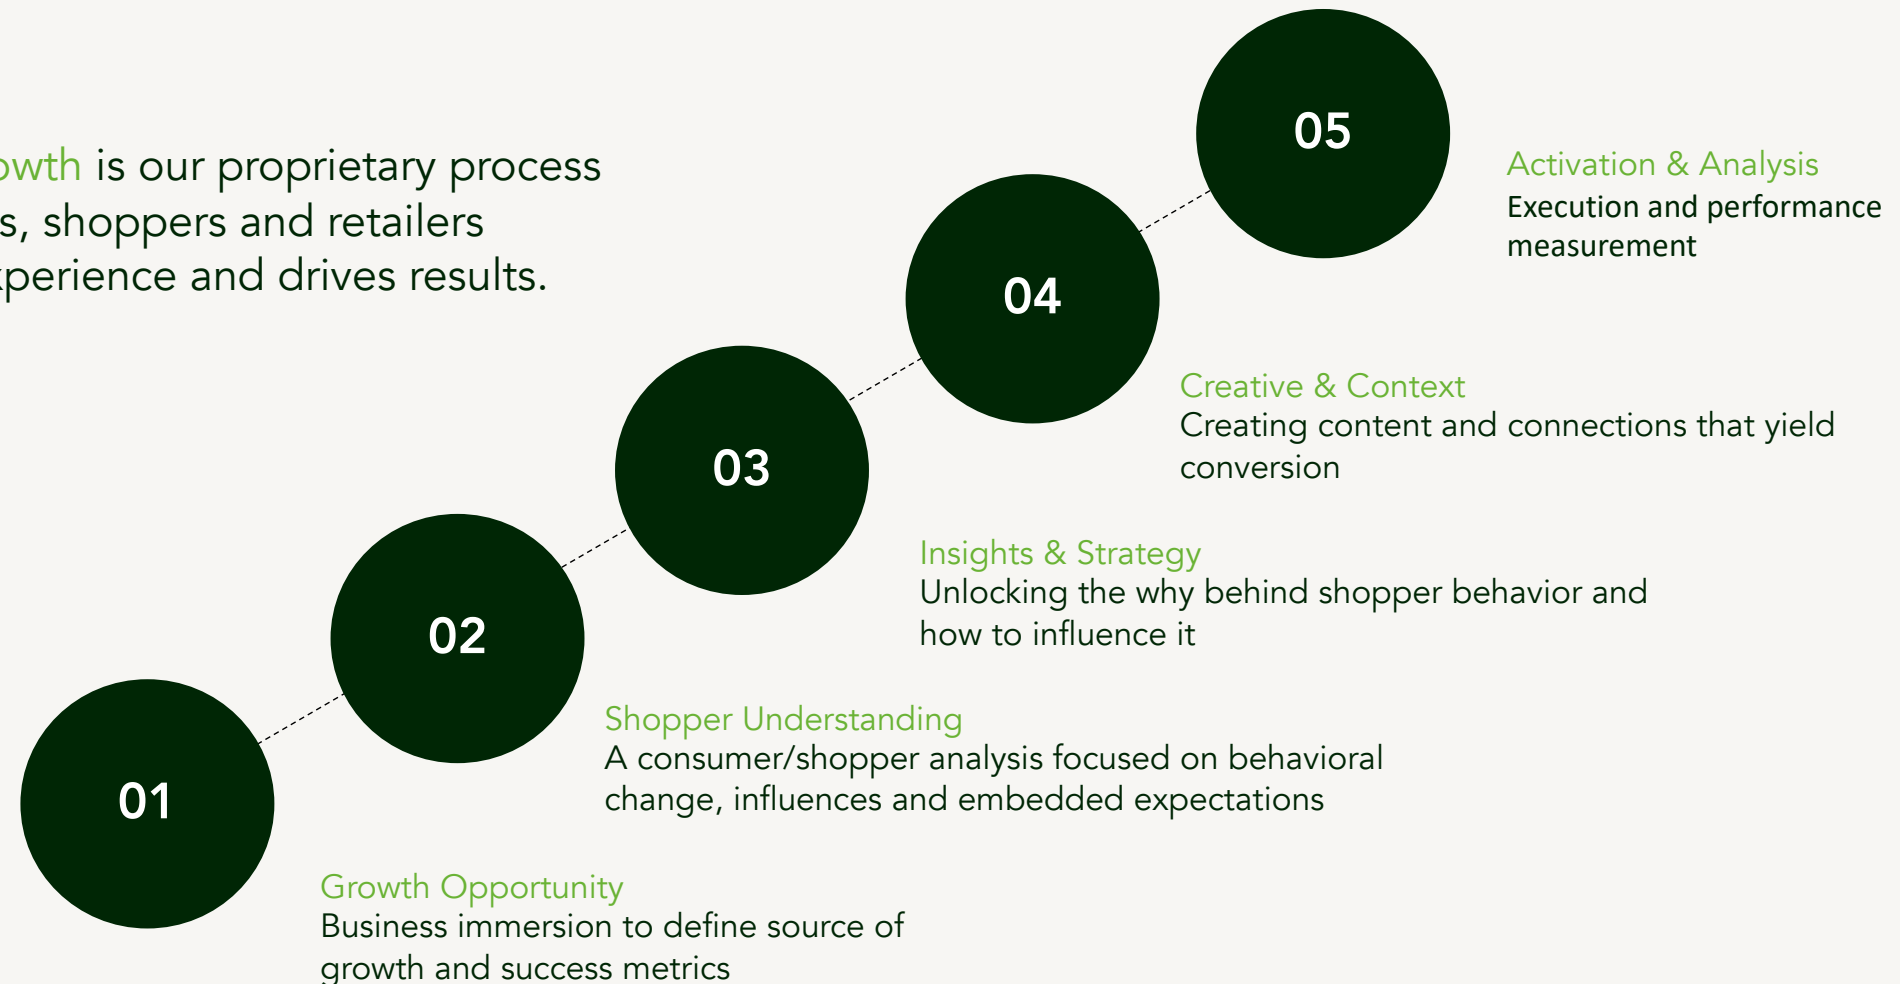 is our proprietary process
shoppers and retailers
and drives results.
05
Activation & Analysis
Execution and performance
measurement
04
Creative & Context
Creating content and connections that yield
conversion
03
Insights & Strategy
Unlocking the why behind shopper behavior and
how to influence it
02
Shopper Understanding
A consumer/shopper analysis focused on behavioral
change, influences and embedded expectations
01
Growth Opportunity
Business immersion to define source of
growth and success metrics